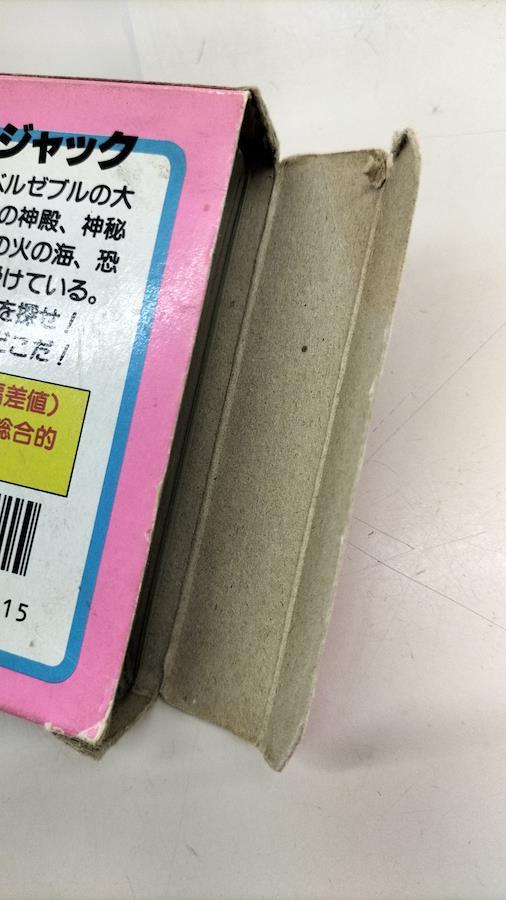 ジャック
ベルゼブルの大
の神殿、神秘
の火の海、恐
けている。
を探せ!
どこだ!
差値)
総合的
15